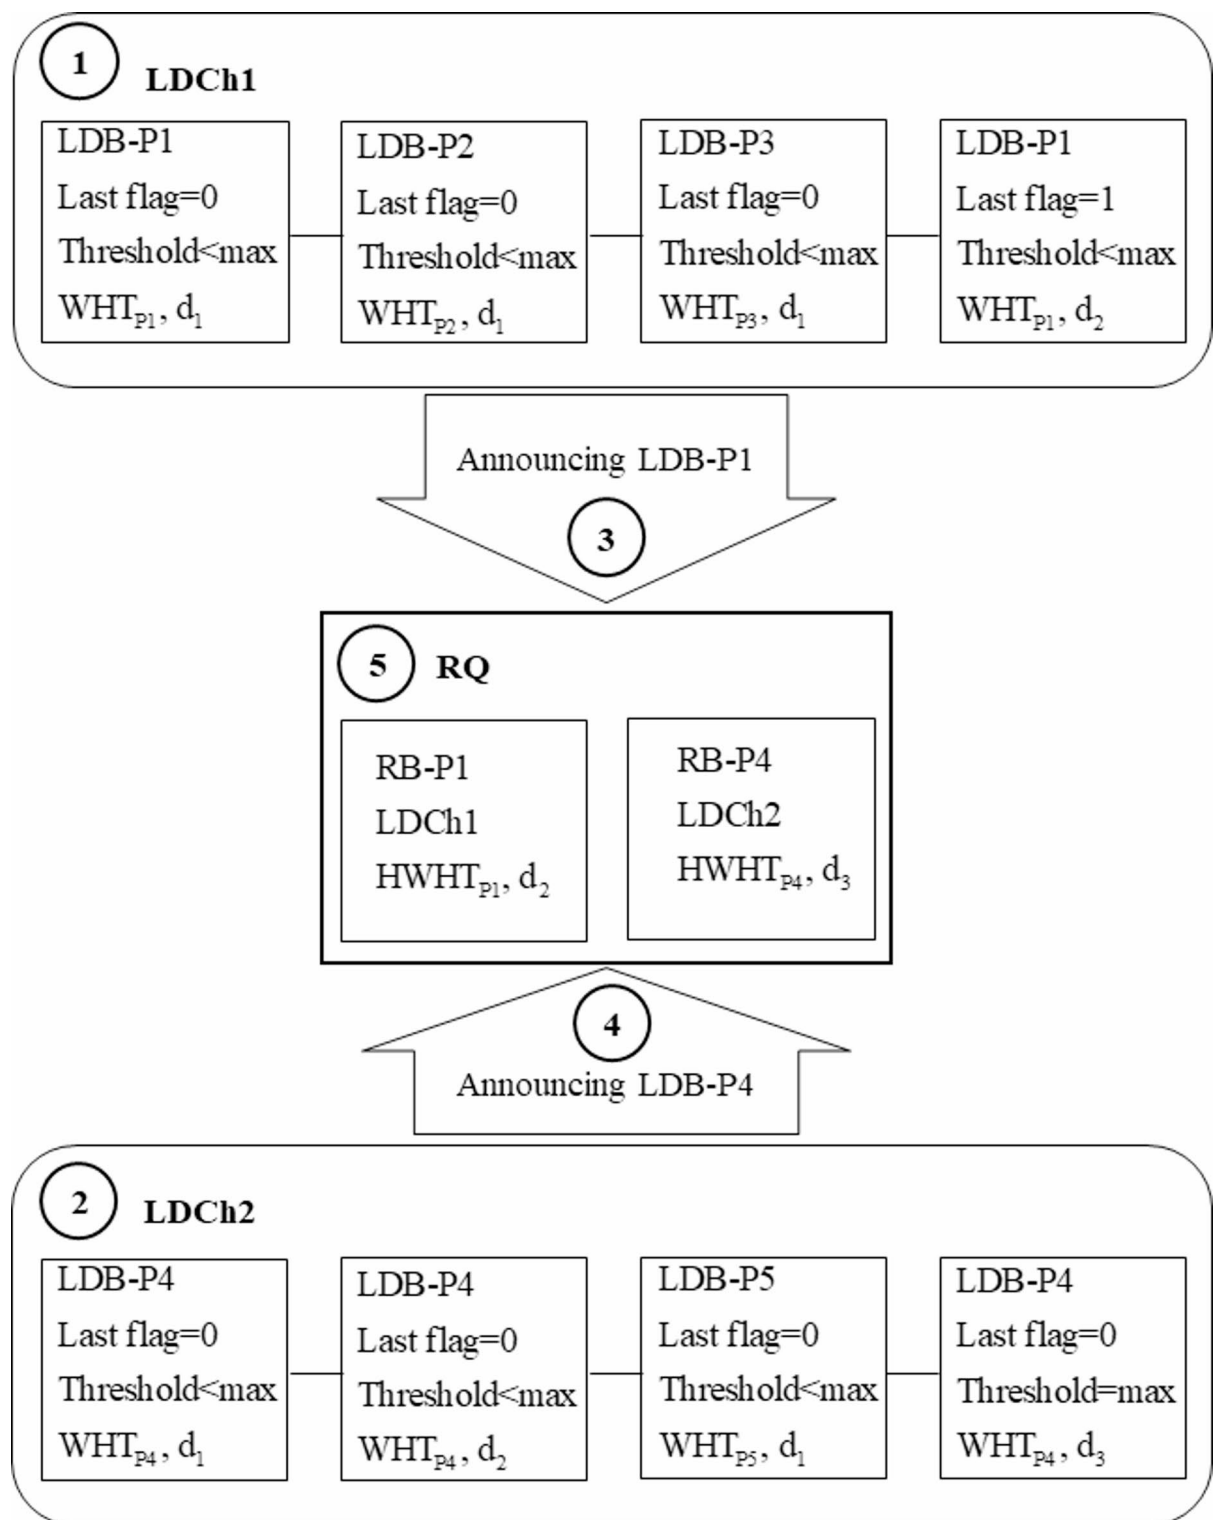 1
LDCh1
LDB-P1
Last flag=0
Threshold<max
WHTP1, d1
LDB-P2
Last flag=0
Threshold<max
WHTP2, d1
LDB-P3
Last flag=0
Threshold<max
WHTP3, d1
LDB-P1
Last flag=1
Threshold<max
WHTP1, d2
Announcing LDB-P1
3
5
RQ
RB-P1
LDCh1
HWHTP1, d2
RB-P4
LDCh2
HWHTP4, d3
4
Announcing LDB-P4
2
LDCh2
LDB-P4
Last flag=0
Threshold<max
WHTP4, d1
LDB-P4
Last flag=0
Threshold<max
WHTP4, d2
LDB-P5
Last flag=0
Threshold<max
WHTP5, d1
LDB-P4
Last flag=0
Threshold=max
WHTP4, d3